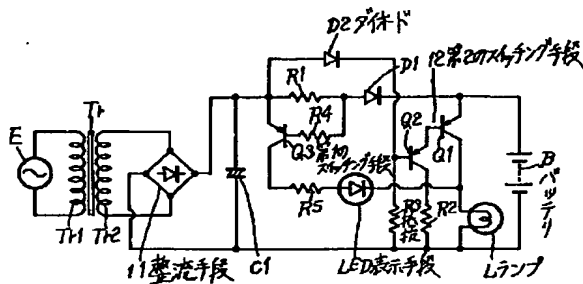 D2ダイオード
R1
D1
12第2のスイッチング手段
R4
Tr
E
Q3第1の
スイッチング手段
Q2
Q1
B
バッテリ
R5
R3
抵抗
R2
Tr1
Tr2
11整流手段
C1
LED表示手段
Lランプ